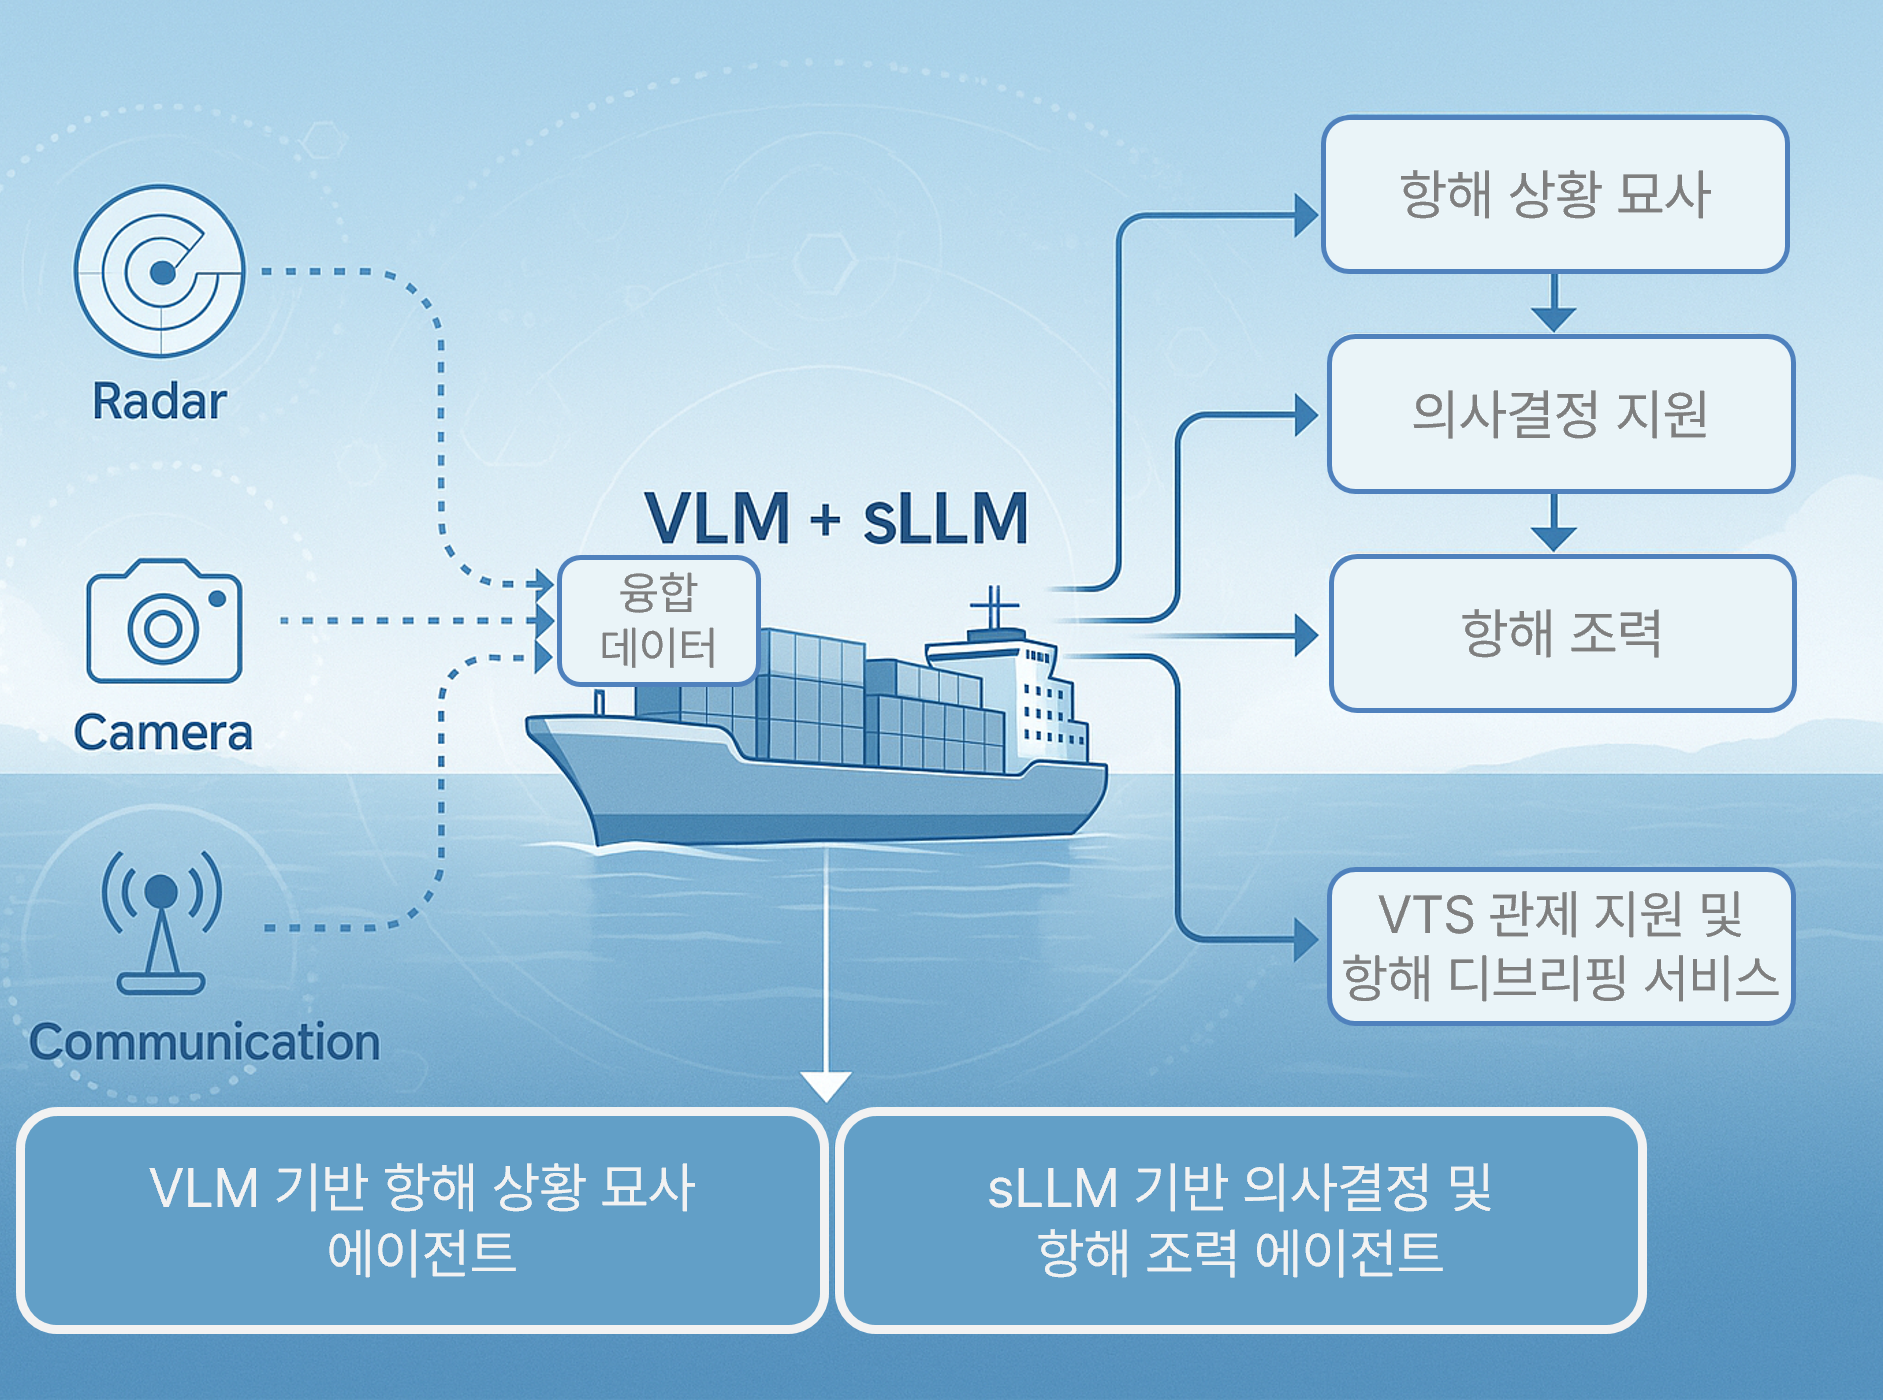 Radar
Camera
Communication
VLM + sLLM
융합
데이터
항해 상황 묘사
의사결정 지원
항해 조력
VTS 관제 지원 및
항해 디브리핑 서비스
VLM 기반 항해 상황 묘사
에이전트
sLLM 기반 의사결정 및
항해 조력 에이전트